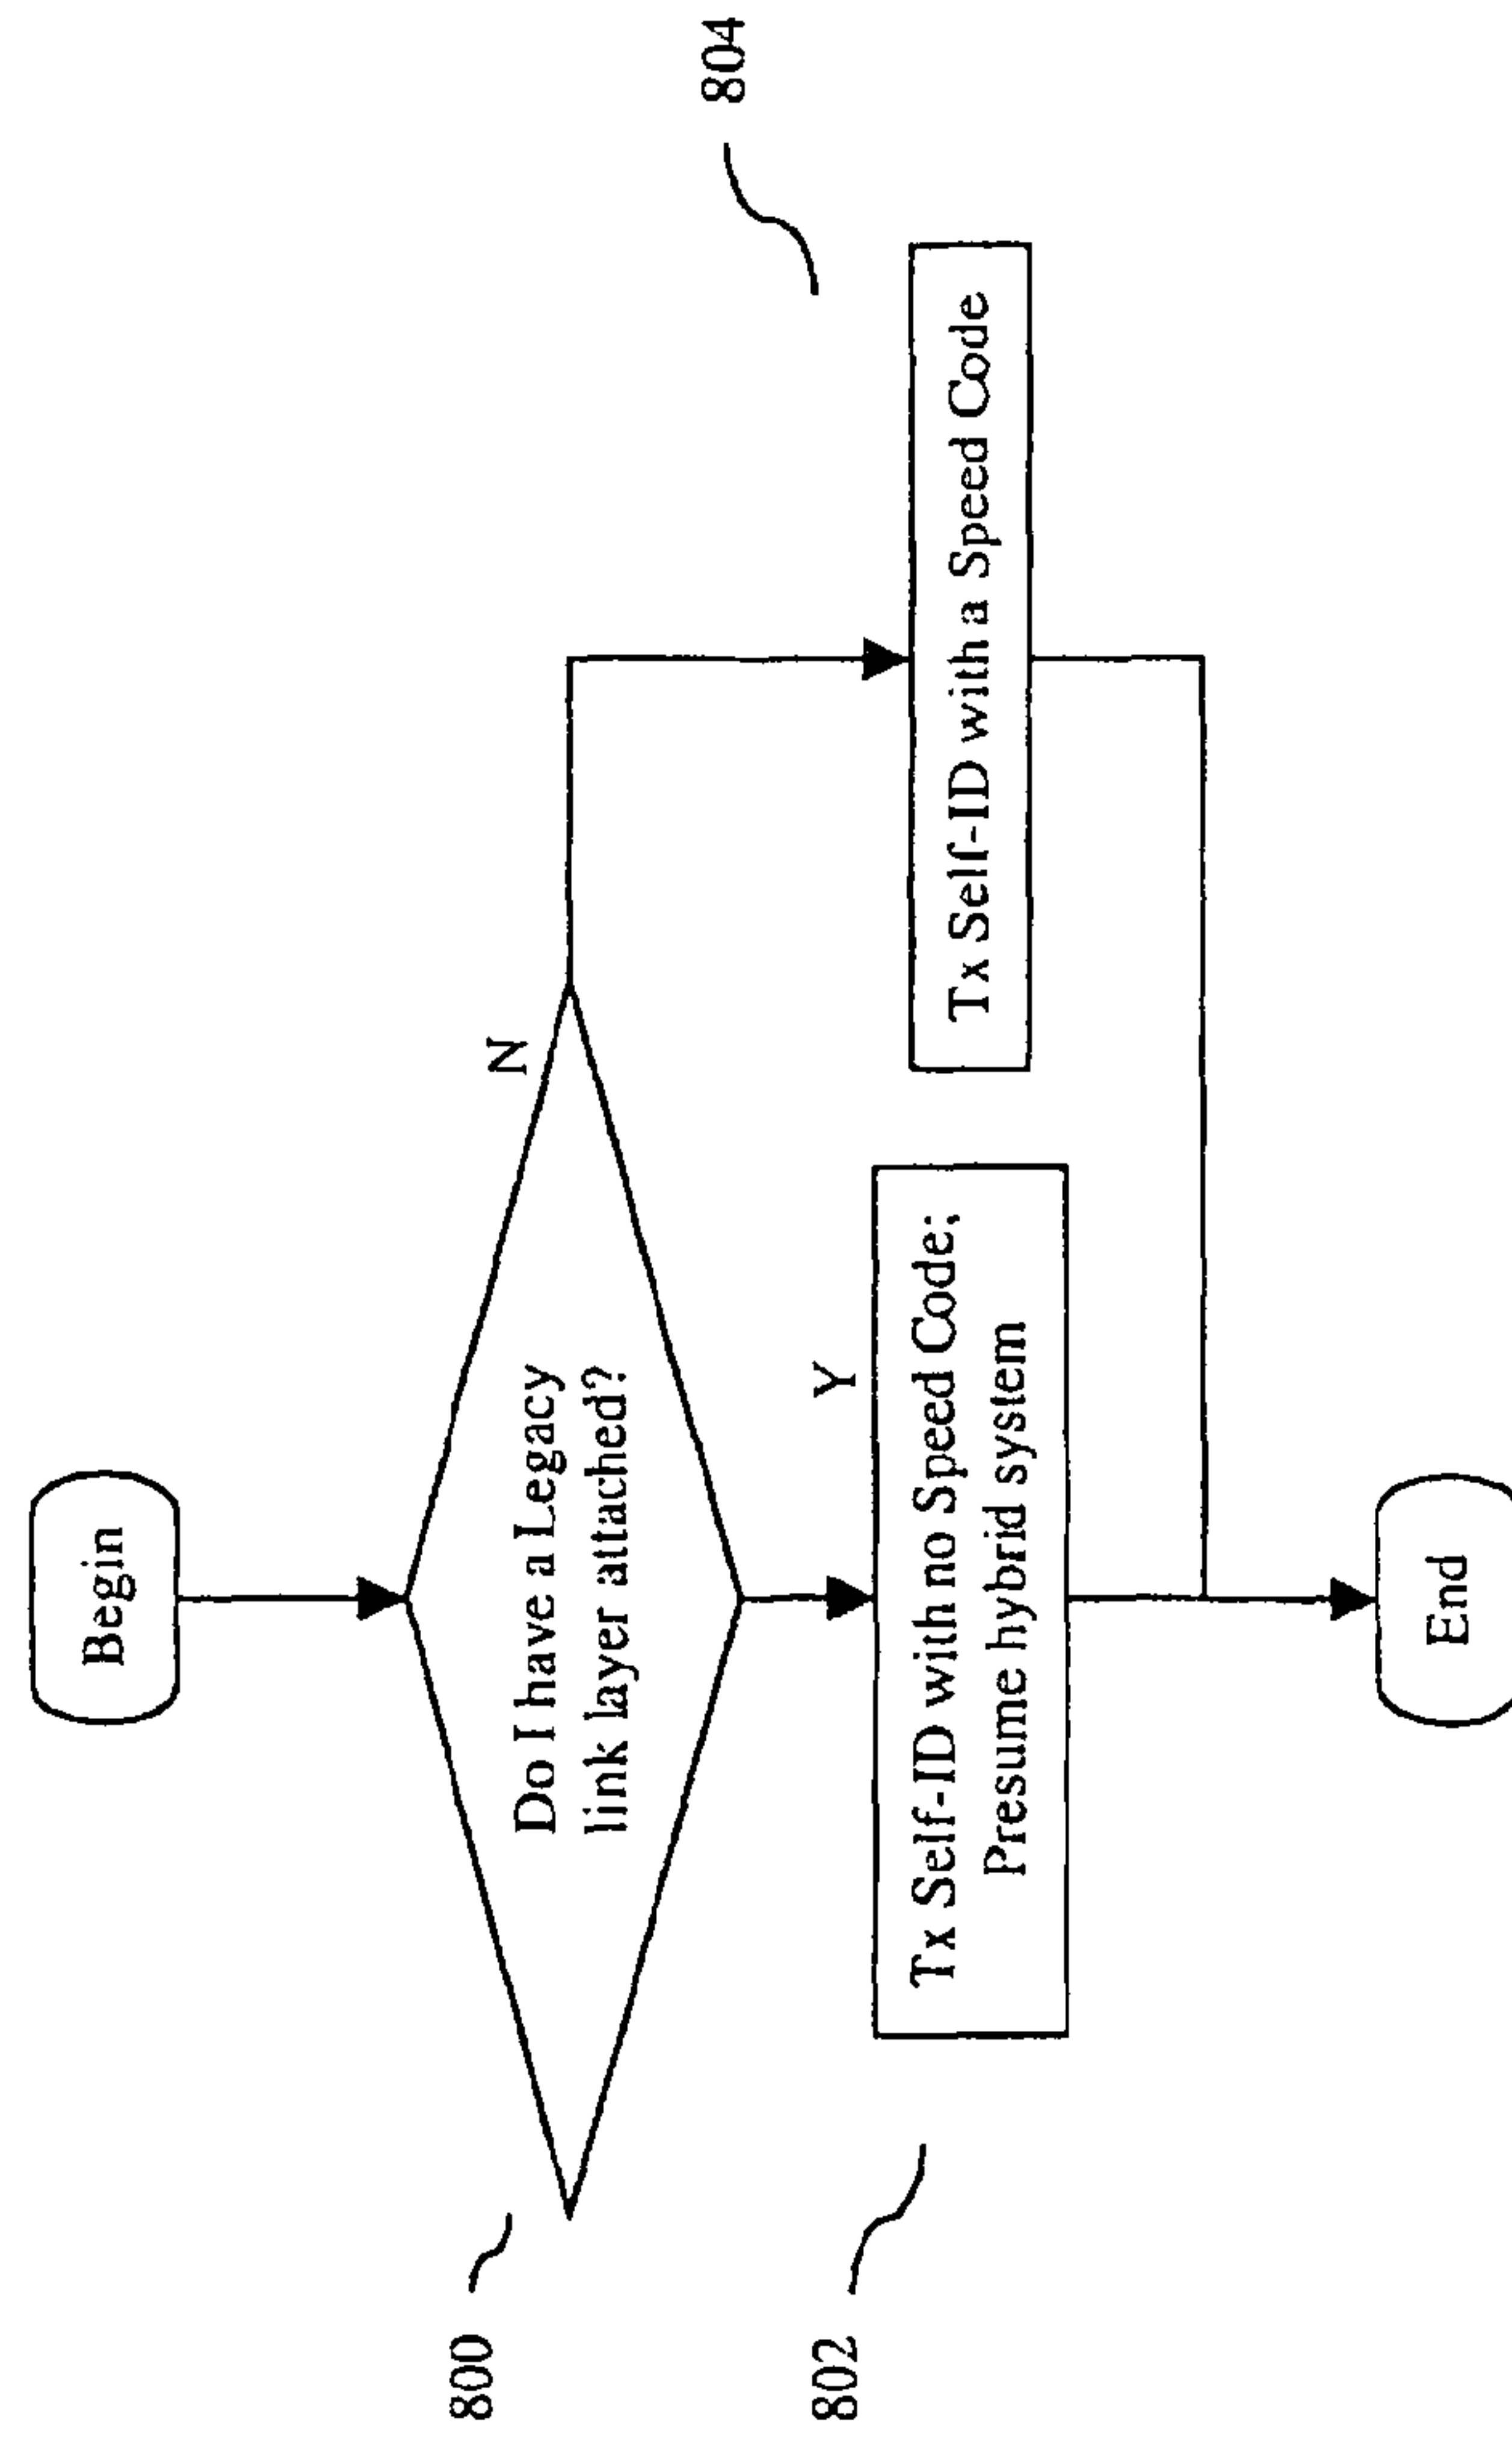 Begin
800
Do I have a Legacy
link layer attached?
N
Y
802
Tx Self-ID with no Speed Code;
Presume hybrid system
804
Tx Self-ID with a Speed Code
End